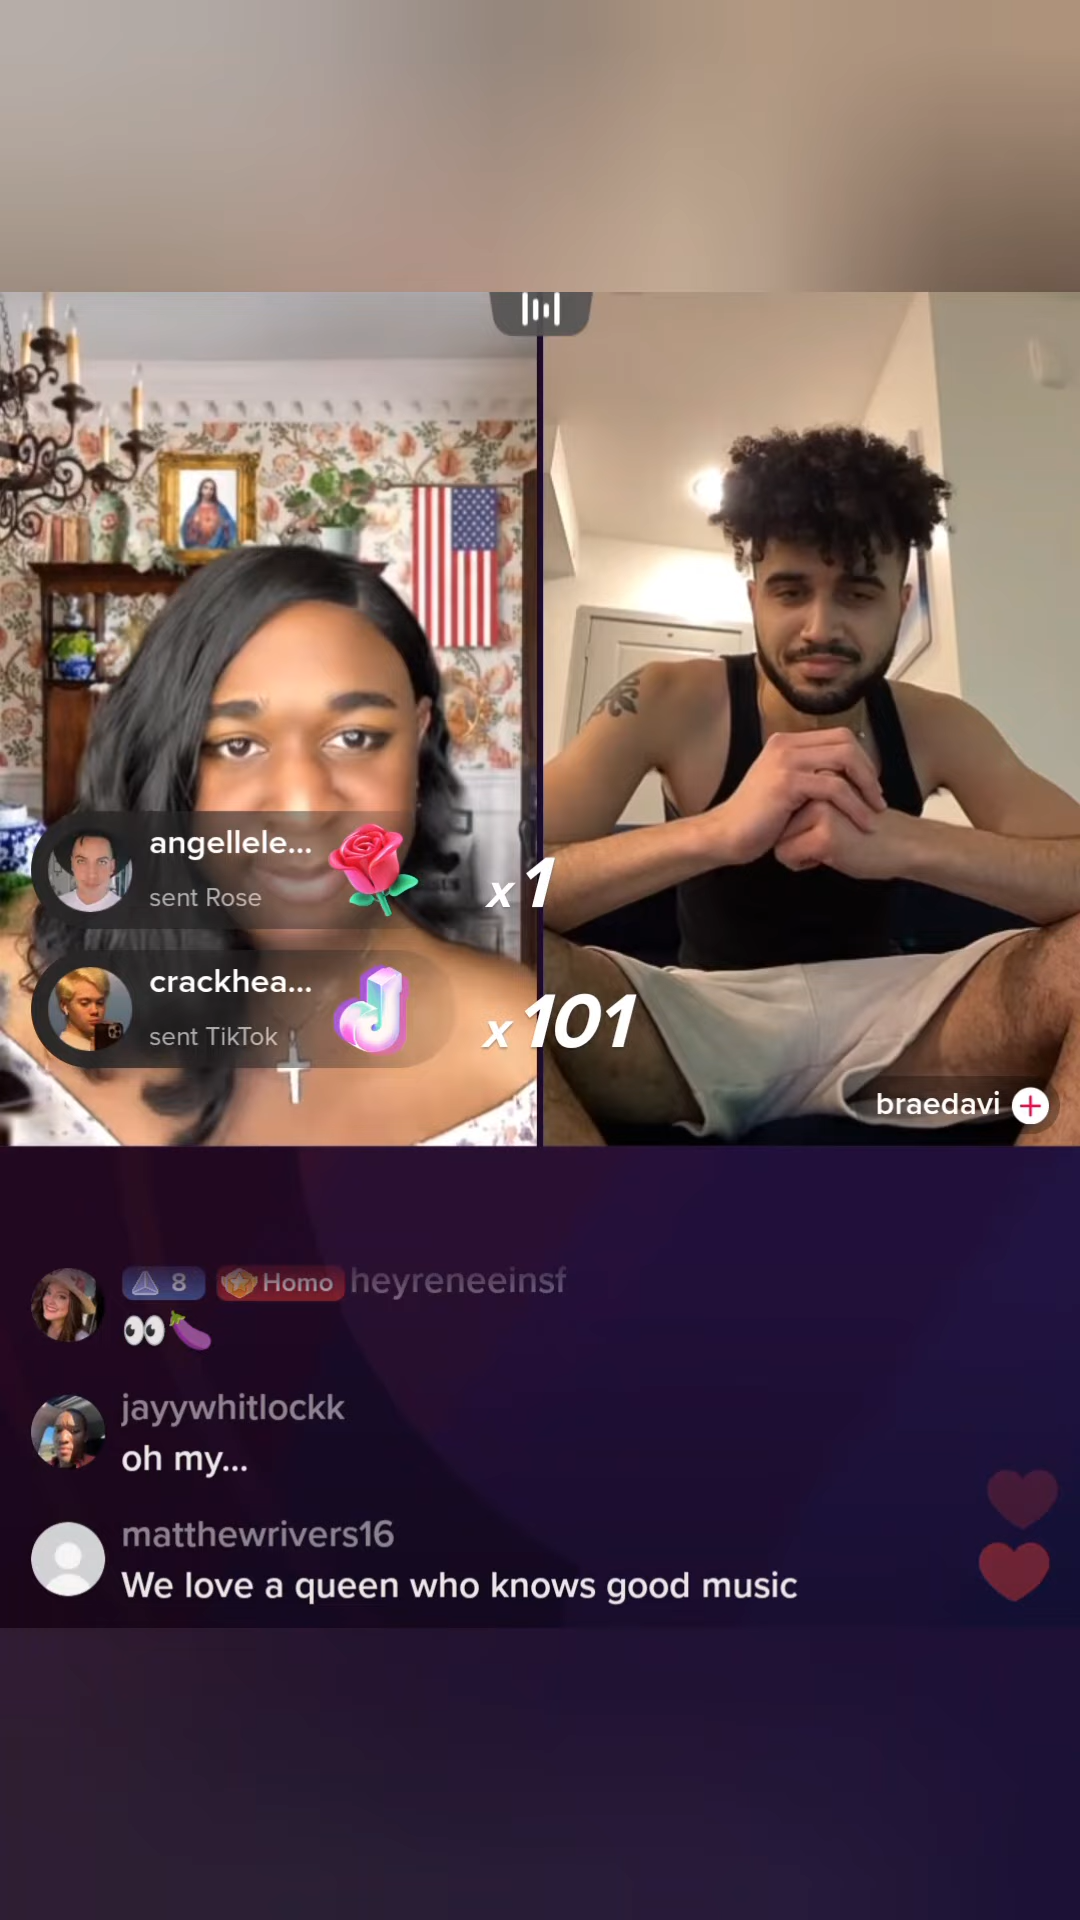 angellele...
sent Rose
x1
crackhea...
sent TikTok
x101
braedavi
8 Homo heyreneeinsf
👀🍆
jayywhitlockk
oh my...
matthewrivers16
We love a queen who knows good music